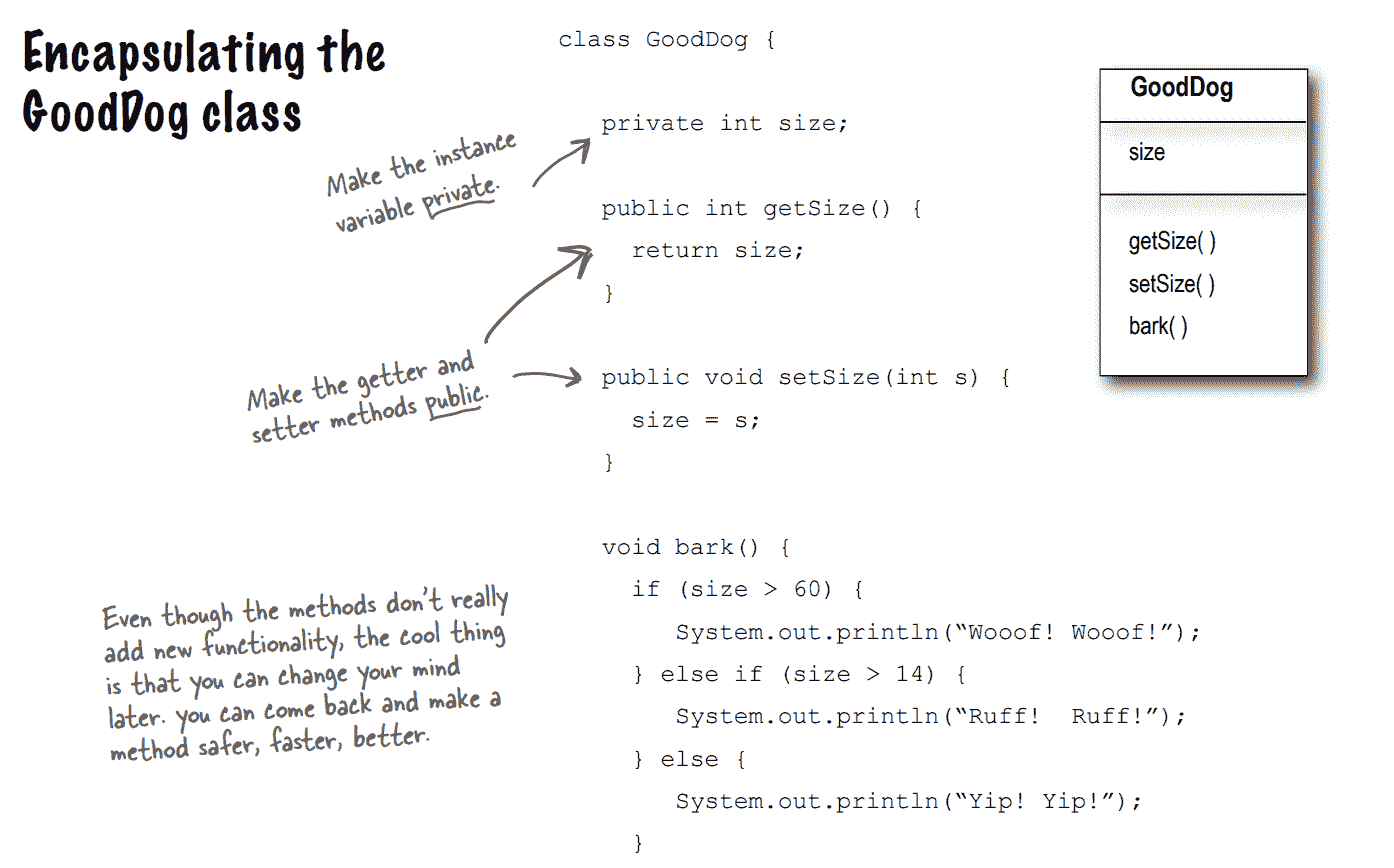 Encapsulating the
GoodDog class
Make the instance
variable private.
Make the getter and
setter methods public.
Even though the methods don't really
add new functionality, the cool thing
is that you can change your mind
later. you can come back and make a
method safer, faster, better.
class GoodDog {
private int size;
public int getSize() {
return size;
}
public void setSize(int s) {
size = s;
}
void bark() {
if (size > 60) {
System.out.println(“Wooof! Wooof!”);
} else if (size > 14) {
System.out.println(“Ruff!  Ruff!”);
} else {
System.out.println(“Yip! Yip!”);
}
GoodDog
size
getSize( )
setSize( )
bark( )